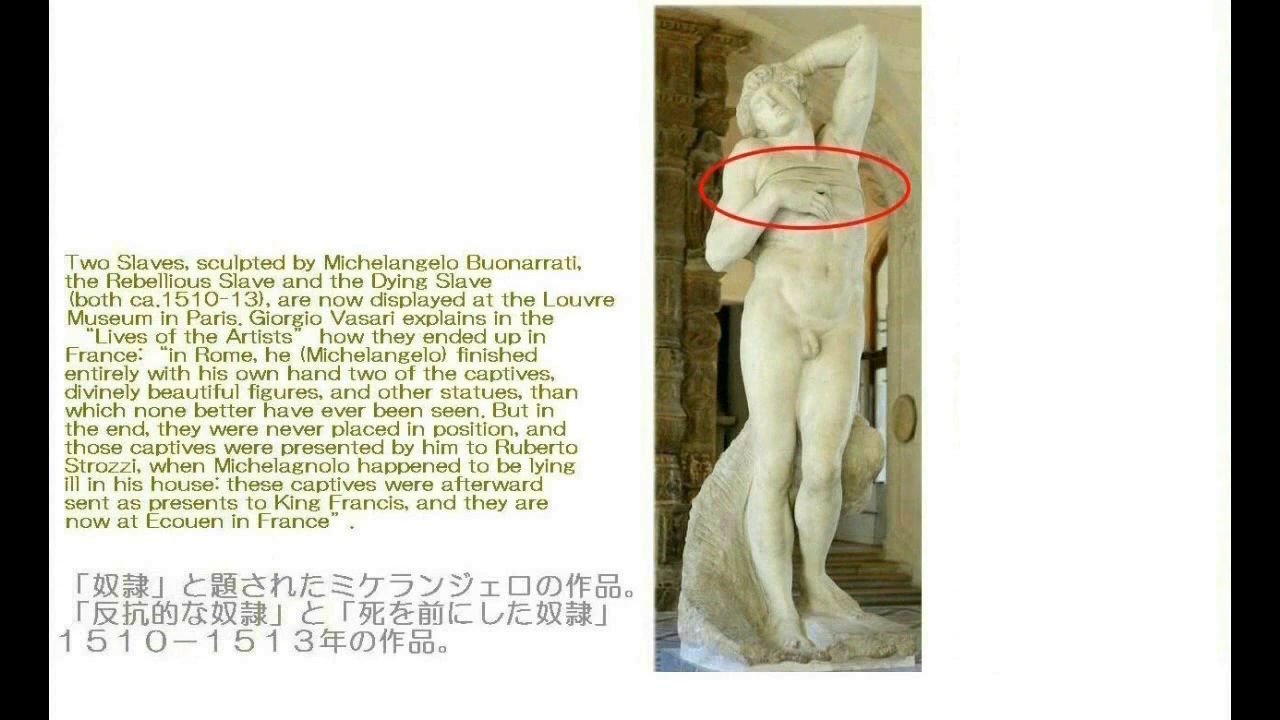 Two Slaves, sculpted by Michelangelo Buonarrati,
the Rebellious Slave and the Dying Slave
(both ca.1510-13), are now displayed at the Louvre
Museum in Paris. Giorgio Vasari explains in the
“Lives of the Artists” how they ended up in
France: “in Rome, he (Michelangelo) finished
entirely with his own hand two of the captives,
divinely beautiful figures, and other statues, than
which none better have ever been seen. But in
the end, they were never placed in position, and
those captives were presented by him to Ruberto
Strozzi, when Michelagnolo happened to be lying
ill in his house: these captives were afterward
sent as presents to King Francis, and they are
now at Ecouen in France”.
「奴隷」と題されたミケランジェロの作品。
「反抗的な奴隷」と「死を前にした奴隷」
１５１０－１５１３年の作品。